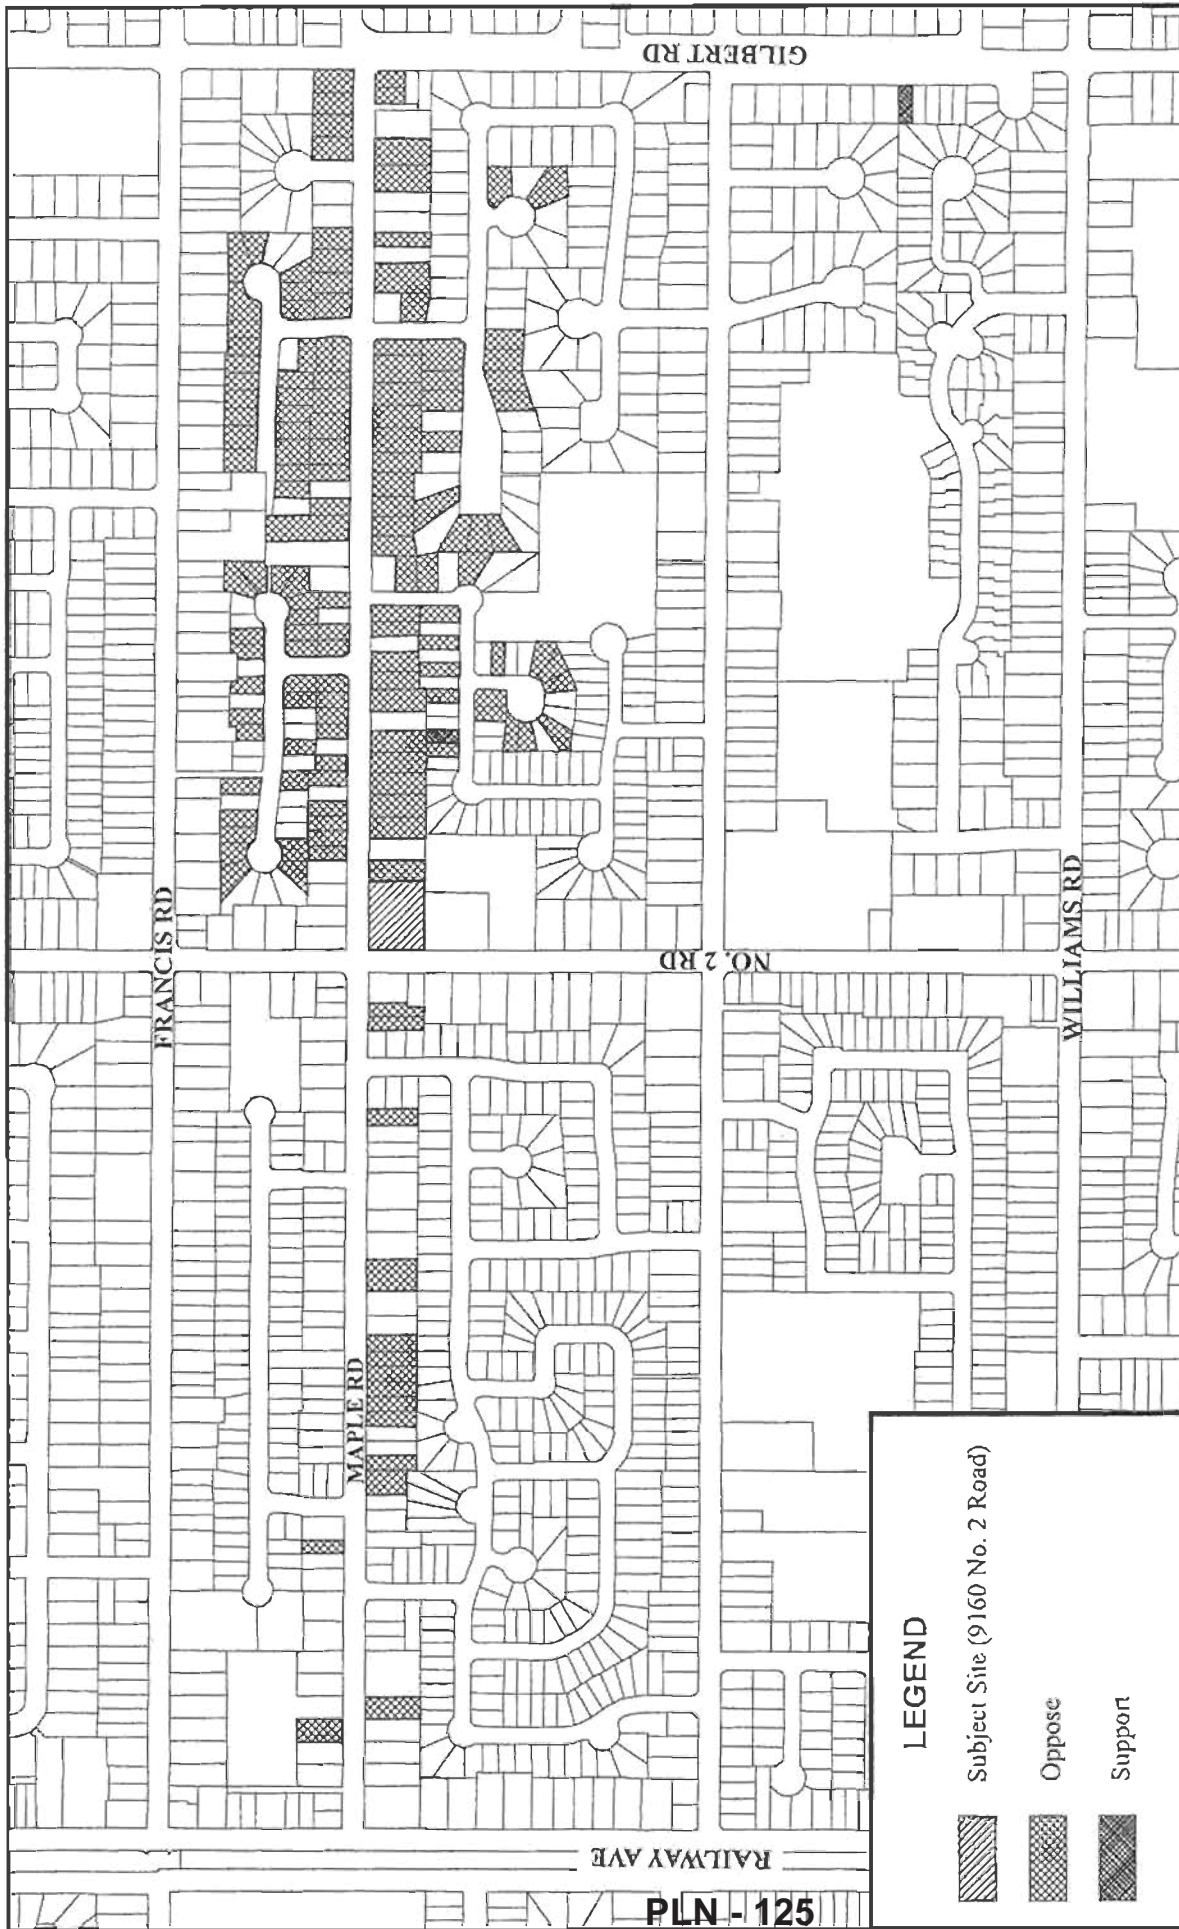 GILBERT RD
FRANCIS RD
NO. 2 RD
WILLIAMS RD
MAPLE RD
RAILWAY AVE
LEGEND
Subject Site (9160 No. 2 Road)
Oppose
Support
PLN - 125